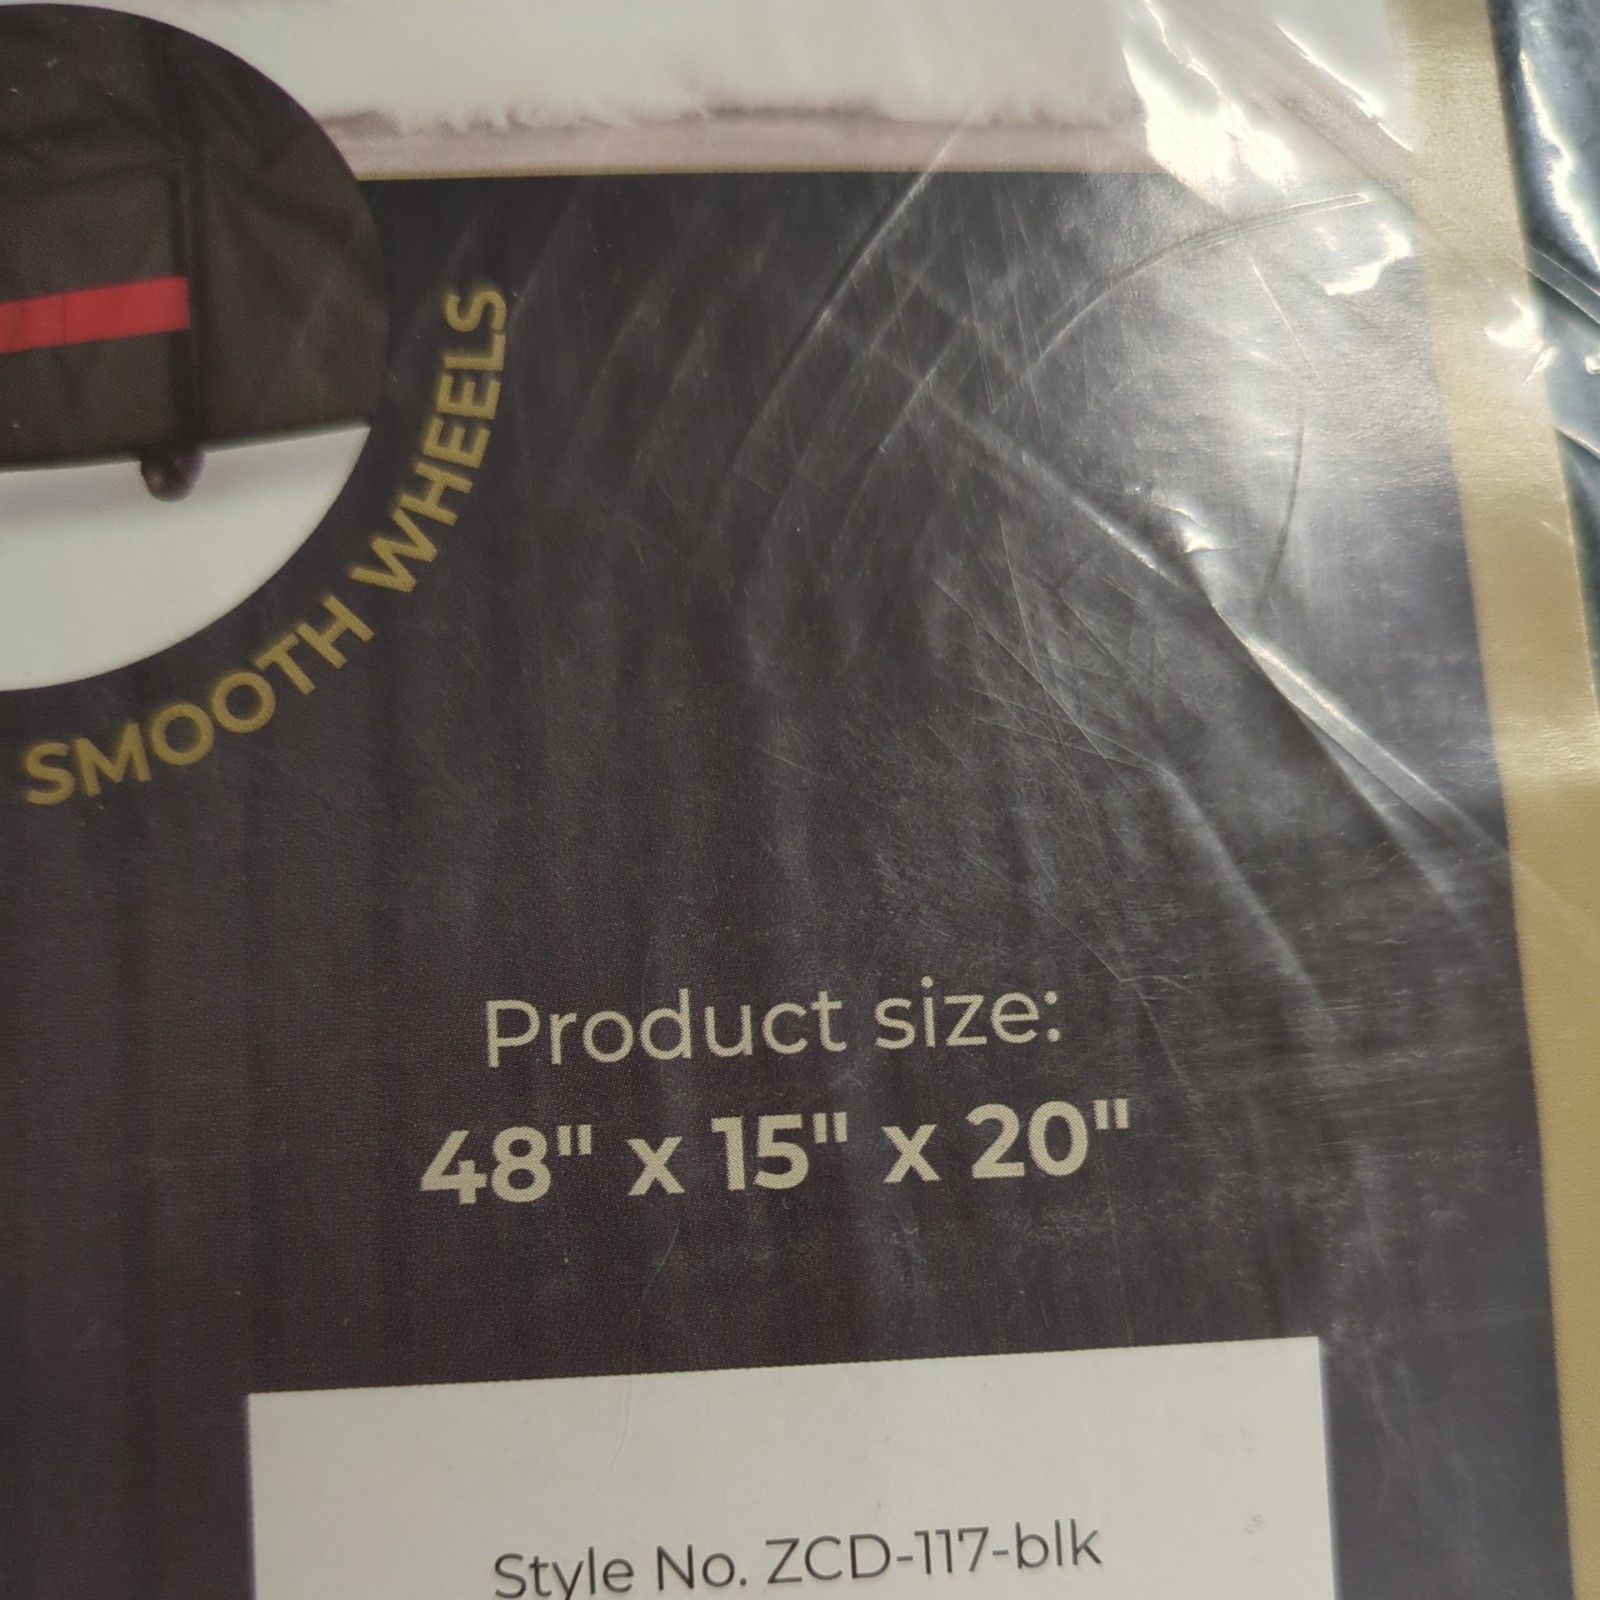 SMOOTH WHEELS
Product size:
48" x 15" x 20"
Style No. ZCD-117-blk